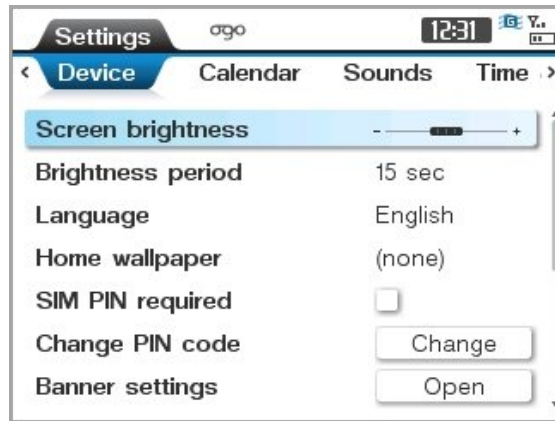 Settings ogo 12:31 G
Device Calendar Sounds Time
Screen brightness - +
Brightness period 15 sec
Language English
Home wallpaper (none)
SIM PIN required
Change PIN code Change
Banner settings Open